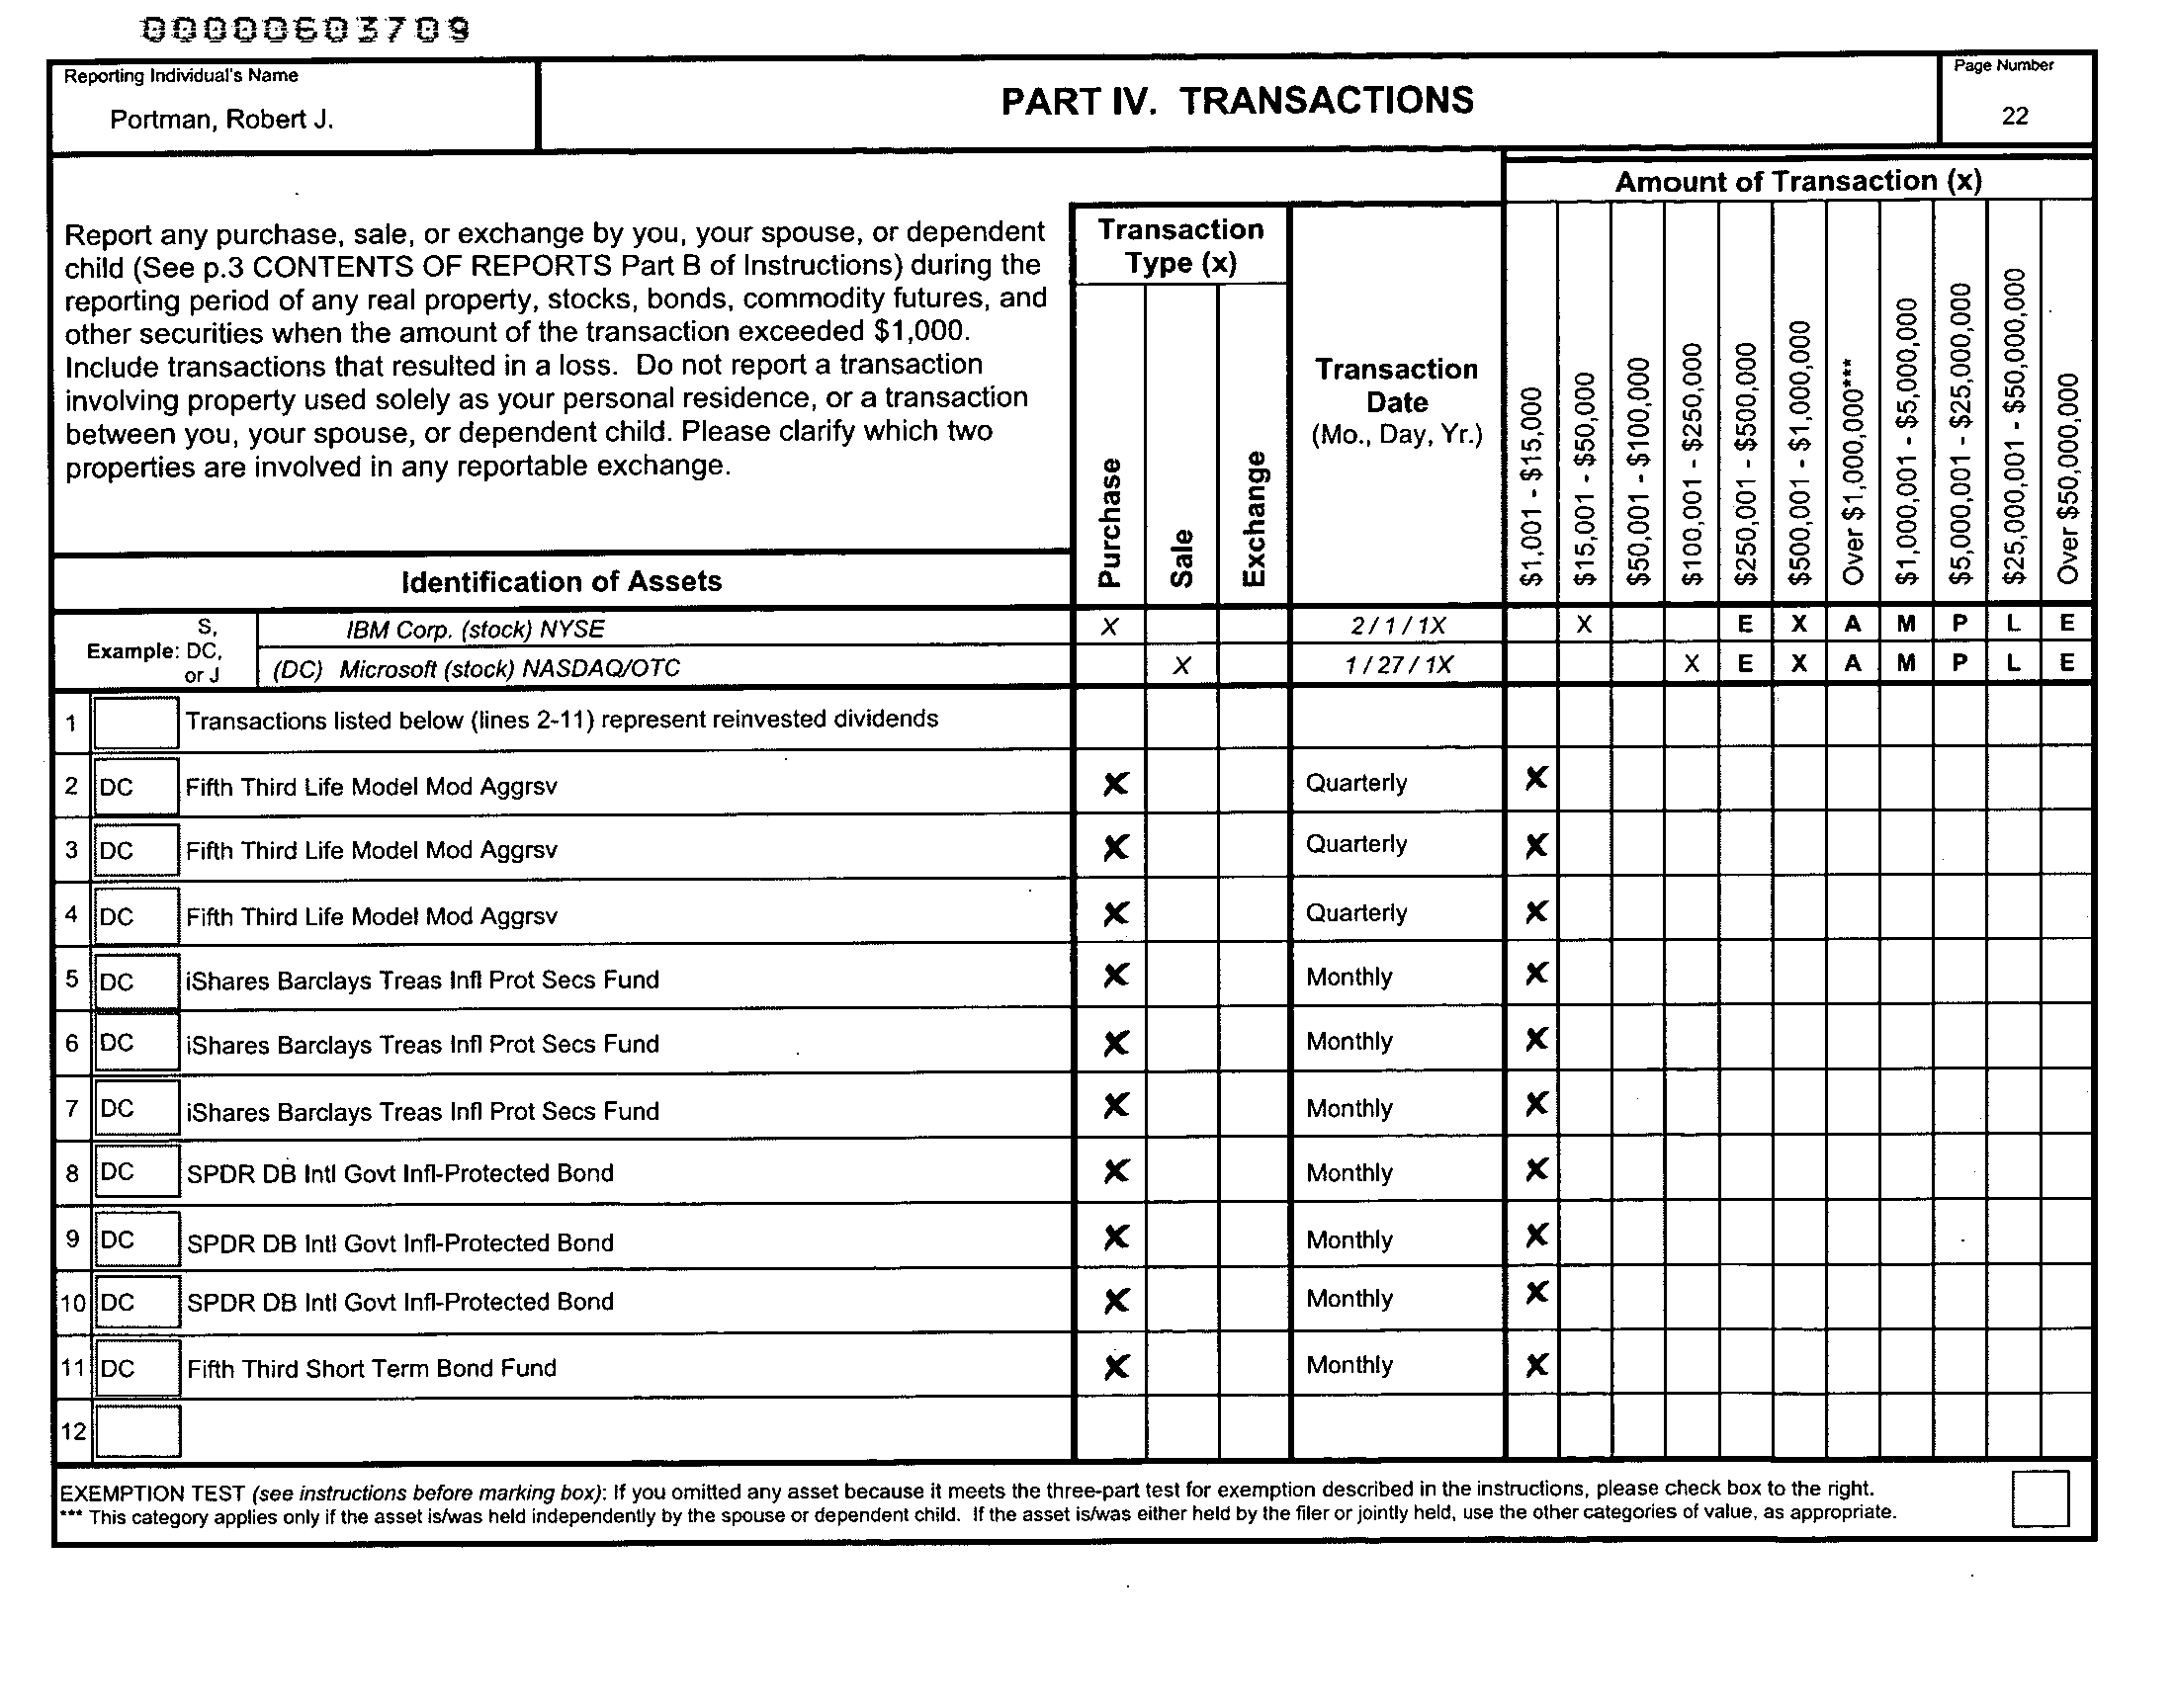 00000603709
Reporting Individual's Name
Portman, Robert J.
PART IV. TRANSACTIONS
Page Number
22
Amount of Transaction (x)
Report any purchase, sale, or exchange by you, your spouse, or dependent
child (See p.3 CONTENTS OF REPORTS Part B of Instructions) during the
reporting period of any real property, stocks, bonds, commodity futures, and
other securities when the amount of the transaction exceeded $1,000.
Include transactions that resulted in a loss. Do not report a transaction
involving property used solely as your personal residence, or a transaction
between you, your spouse, or dependent child. Please clarify which two
properties are involved in any reportable exchange.
Transaction
Type (x)
Purchase
Sale
Exchange
Transaction
Date
(Mo., Day, Yr.)
$1,001 - $15,000
$15,001 - $50,000
$50,001 - $100,000
$100,001 - $250,000
$250,001 - $500,000
$500,001 - $1,000,000
Over $1,000,000***
$1,000,001 - $5,000,000
$5,000,001 - $25,000,000
$25,000,001 - $50,000,000
Over $50,000,000
Identification of Assets
Example: S, DC, or J
IBM Corp. (stock) NYSE X 2/1/1X X E X A M P L E
(DC) Microsoft (stock) NASDAQ/OTC X 1/27/1X X E X A M P L E
1 Transactions listed below (lines 2-11) represent reinvested dividends
2 DC Fifth Third Life Model Mod Aggrsv X Quarterly X
3 DC Fifth Third Life Model Mod Aggrsv X Quarterly X
4 DC Fifth Third Life Model Mod Aggrsv X Quarterly X
5 DC iShares Barclays Treas Infl Prot Secs Fund X Monthly X
6 DC iShares Barclays Treas Infl Prot Secs Fund X Monthly X
7 DC iShares Barclays Treas Infl Prot Secs Fund X Monthly X
8 DC SPDR DB Intl Govt Infl-Protected Bond X Monthly X
9 DC SPDR DB Intl Govt Infl-Protected Bond X Monthly X
10 DC SPDR DB Intl Govt Infl-Protected Bond X Monthly X
11 DC Fifth Third Short Term Bond Fund X Monthly X
12
EXEMPTION TEST (see instructions before marking box): If you omitted any asset because it meets the three-part test for exemption described in the instructions, please check box to the right.
*** This category applies only if the asset is/was held independently by the spouse or dependent child. If the asset is/was either held by the filer or jointly held, use the other categories of value, as appropriate.